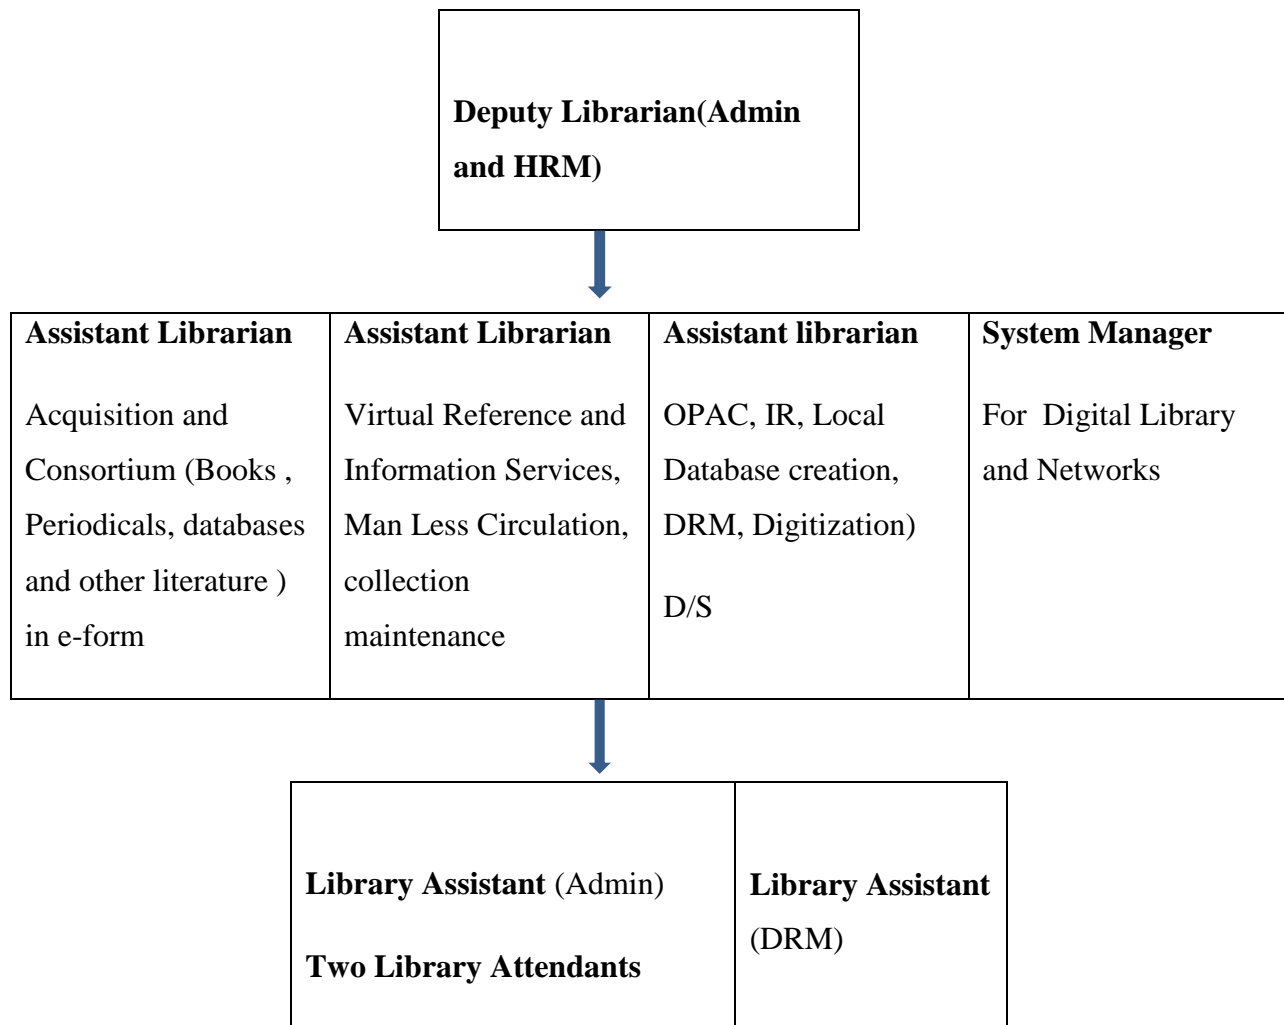 Deputy Librarian(Admin
and HRM)
Assistant Librarian
Acquisition and
Consortium (Books ,
Periodicals, databases
and other literature )
in e-form
Assistant Librarian
Virtual Reference and
Information Services,
Man Less Circulation,
collection
maintenance
Assistant librarian
OPAC, IR, Local
Database creation,
DRM, Digitization)
D/S
System Manager
For  Digital Library
and Networks
Library Assistant (Admin)
Two Library Attendants
Library Assistant
(DRM)